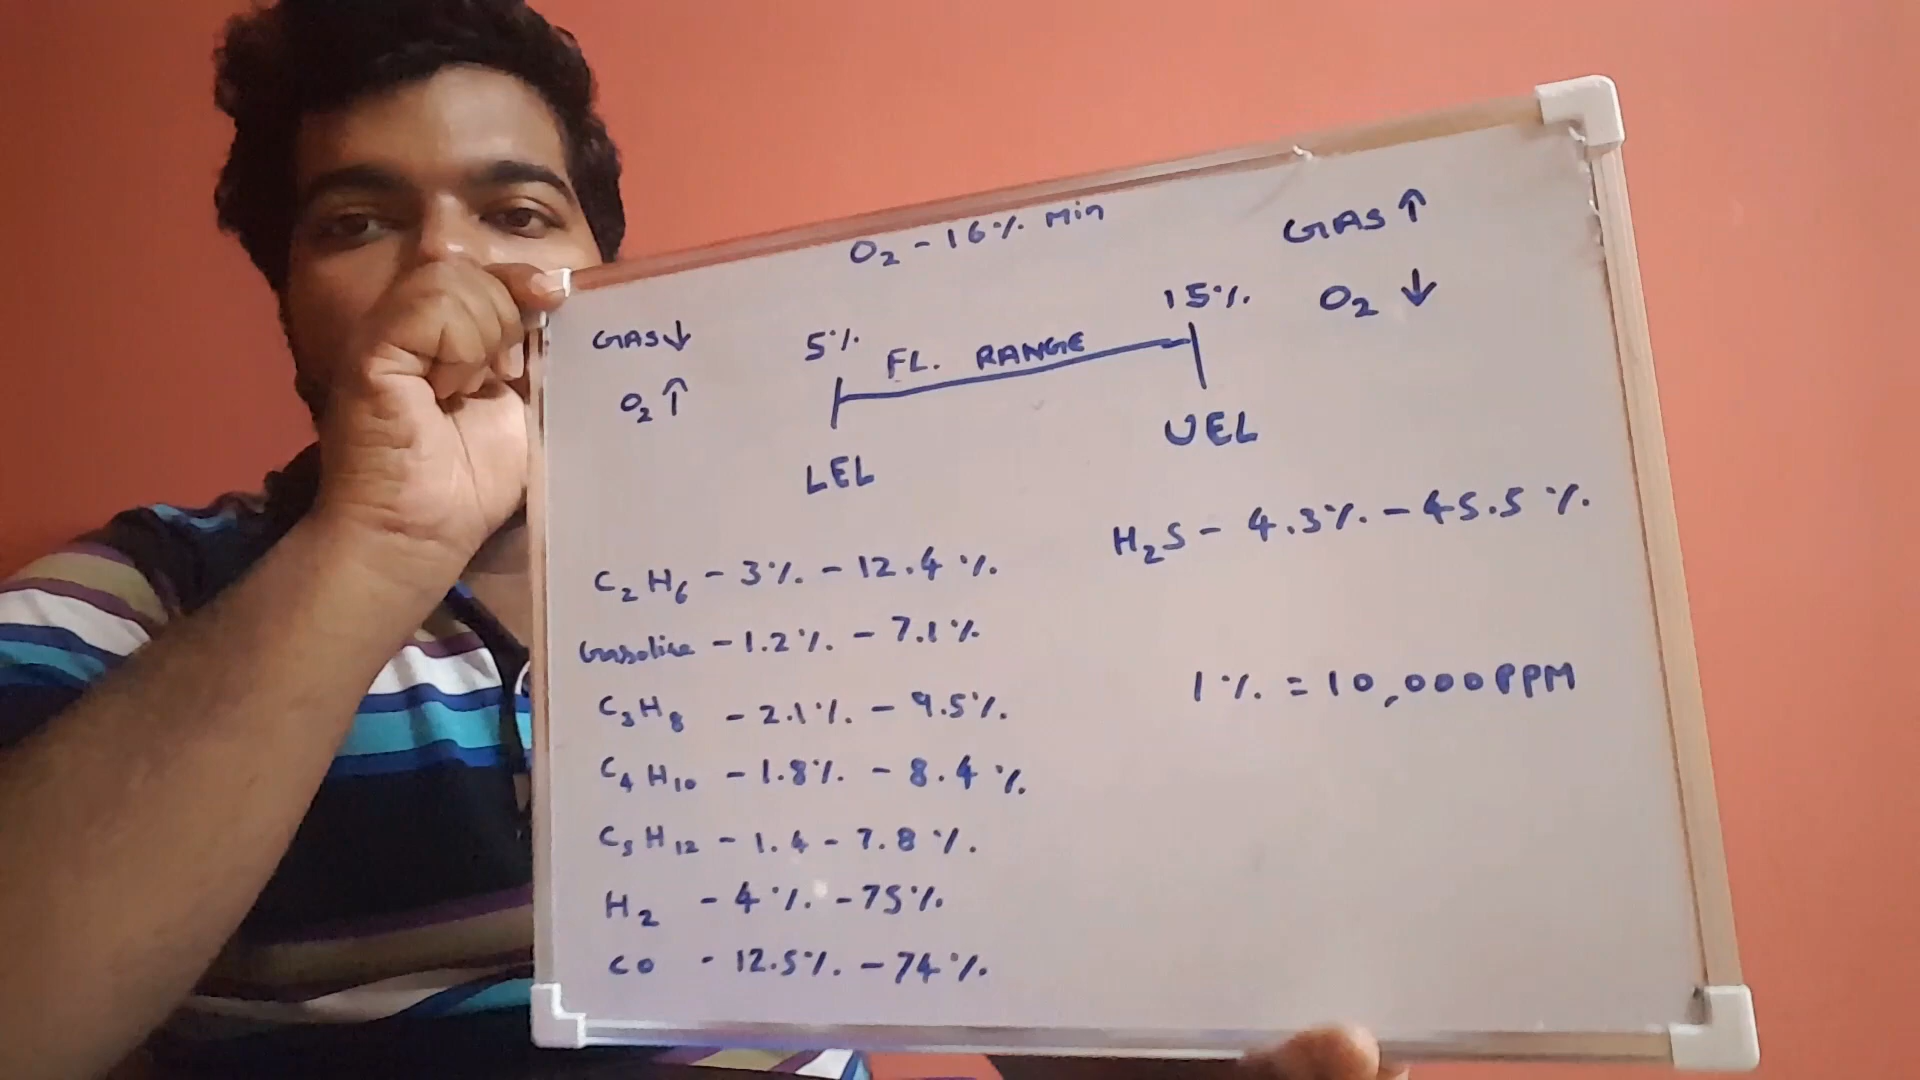 O₂ - 16% Min
GAS↑
O₂ ↓
GAS↓
O₂ ↑
5%
15%
FL. RANGE
LEL
UEL
H₂S - 4.3% - 45.5%
C₂H₆ - 3% - 12.4%
Gasoline - 1.2% - 7.1%
C₃H₈ - 2.1% - 9.5%
C₄H₁₀ - 1.8% - 8.4%
C₅H₁₂ - 1.4 - 7.8%
H₂ - 4% - 75%
CO - 12.5% - 74%
1% = 10,000 PPM